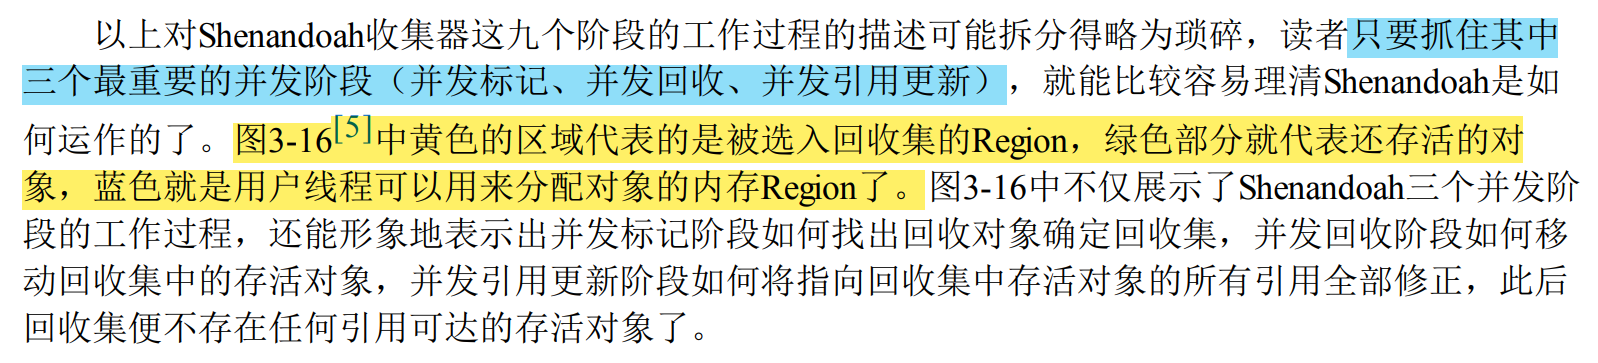 以上对Shenandoah收集器这九个阶段的工作过程的描述可能拆分得略为琐碎，读者只要抓住其中
三个最重要的并发阶段（并发标记、并发回收、并发引用更新），就能比较容易理清Shenandoah是如
何运作的了。图3-16[5]中黄色的区域代表的是被选入回收集的Region，绿色部分就代表还存活的对
象，蓝色就是用户线程可以用来分配对象的内存Region了。图3-16中不仅展示了Shenandoah三个并发阶
段的工作过程，还能形象地表示出并发标记阶段如何找出回收对象确定回收集，并发回收阶段如何移
动回收集中的存活对象，并发引用更新阶段如何将指向回收集中存活对象的所有引用全部修正，此后
回收集便不存在任何引用可达的存活对象了。